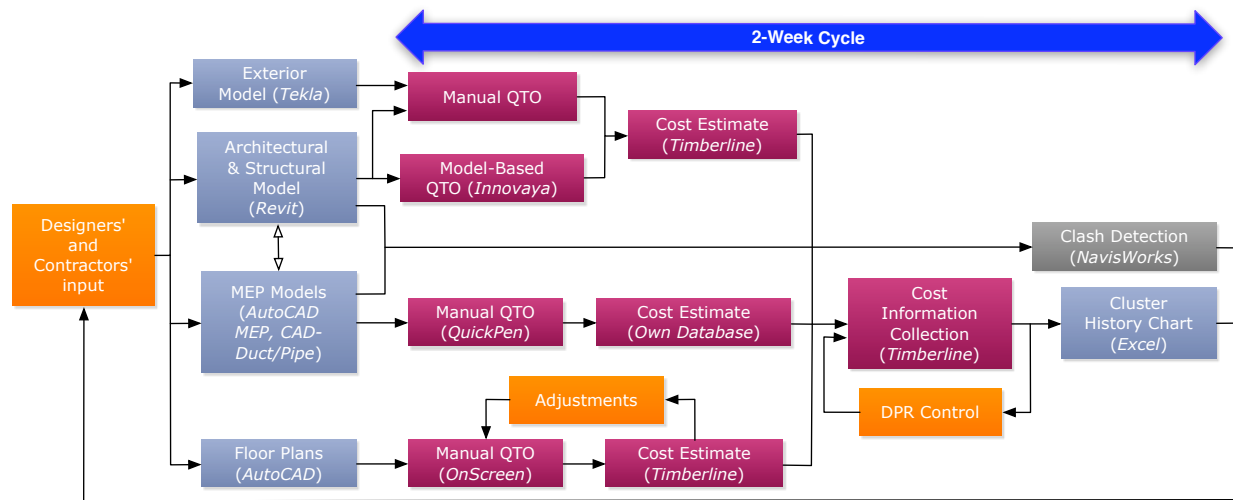 2-Week Cycle
Exterior
Model (Tekla)
Manual QTO
Cost Estimate
(Timberline)
Architectural
& Structural
Model
(Revit)
Model-Based
QTO (Innovaya)
Designers'
and
Contractors'
input
Clash Detection
(NavisWorks)
MEP Models
(AutoCAD
MEP, CAD-
Duct/Pipe)
Manual QTO
(QuickPen)
Cost Estimate
(Own Database)
Cost
Information
Collection
(Timberline)
Cluster
History Chart
(Excel)
Adjustments
DPR Control
Floor Plans
(AutoCAD)
Manual QTO
(OnScreen)
Cost Estimate
(Timberline)